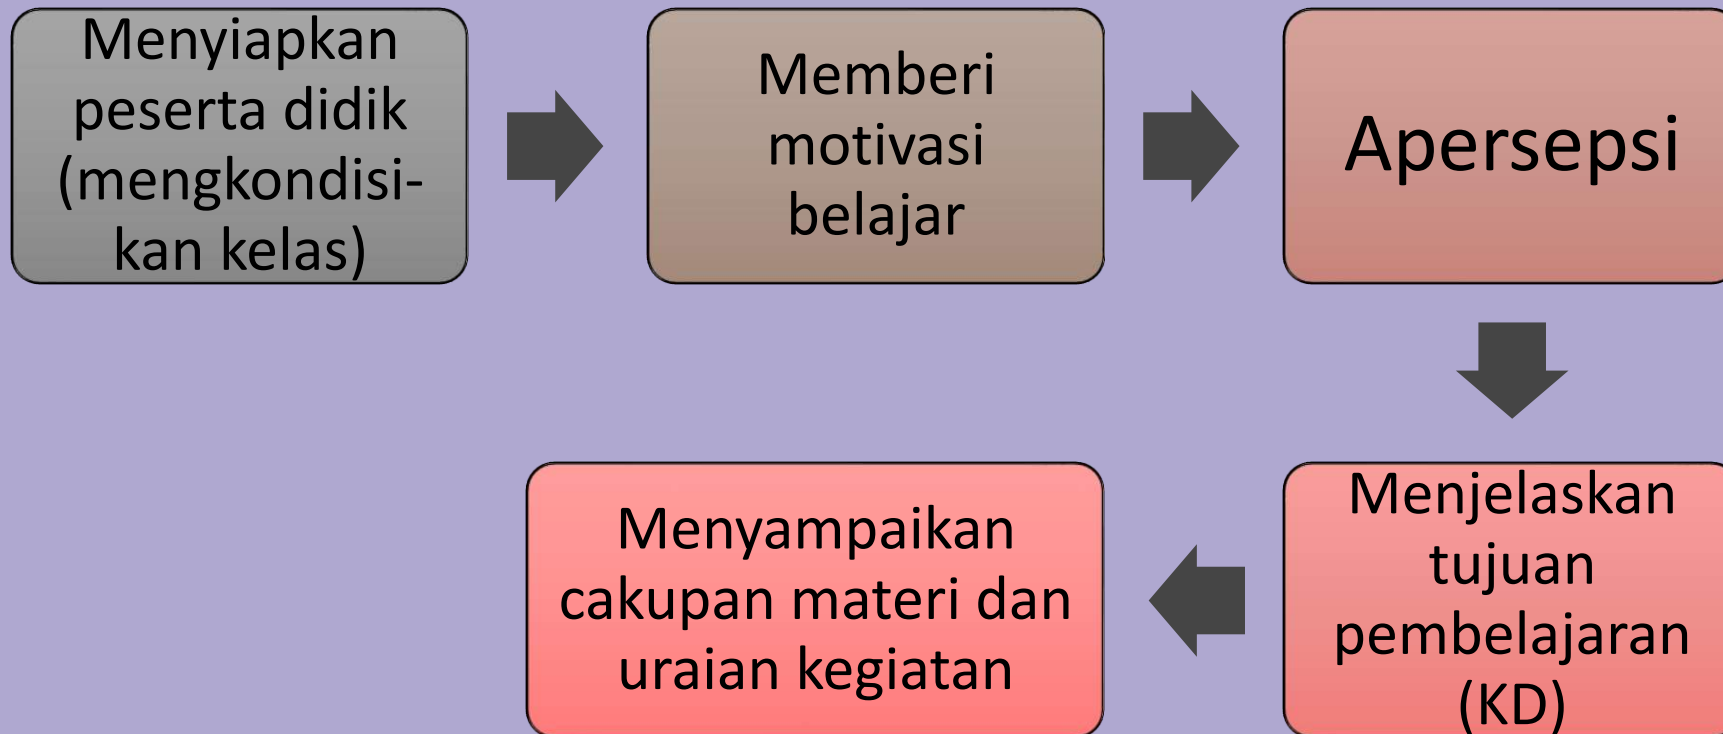 Menyiapkan
peserta didik
(mengkondisi-
kan kelas)
Memberi
motivasi
belajar
Apersepsi
Menjelaskan
tujuan
pembelajaran
(KD)
Menyampaikan
cakupan materi dan
uraian kegiatan